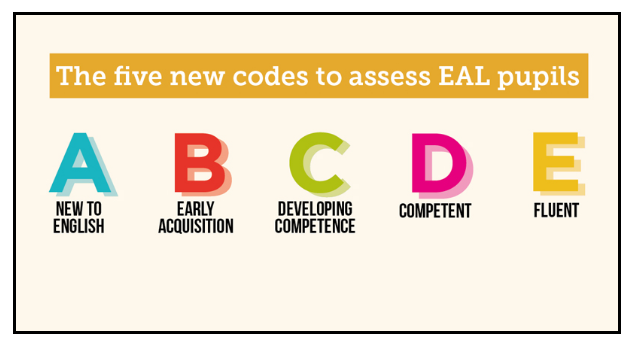 The five new codes to assess EAL pupils
A B C D E
NEW TO ENGLISH
EARLY ACQUISITION
DEVELOPING COMPETENCE
COMPETENT
FLUENT